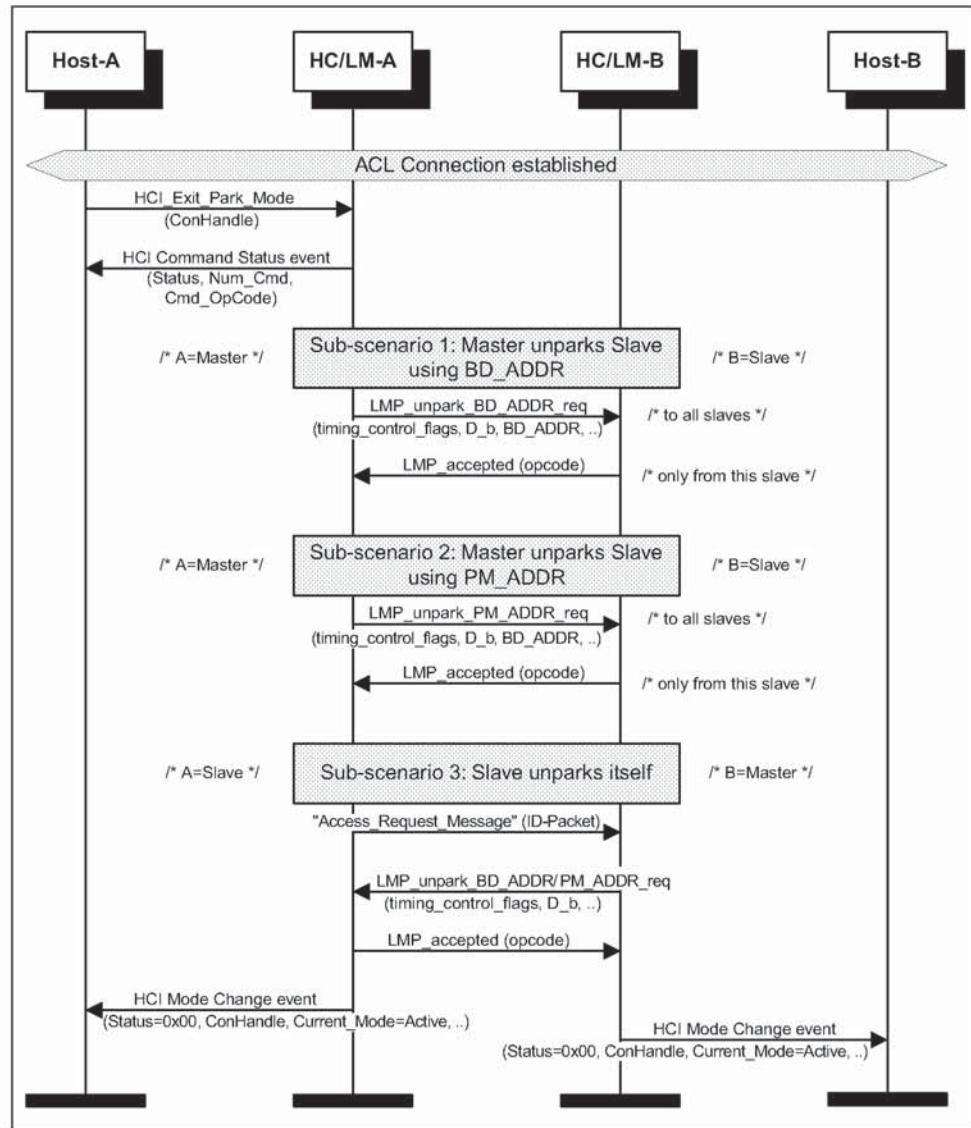 Host-A
HC/LM-A
HC/LM-B
Host-B
ACL Connection established
HCI_Exit_Park_Mode
(ConHandle)
HCI Command Status event
(Status, Num_Cmd,
Cmd_OpCode)
/* A=Master */
Sub-scenario 1: Master unparks Slave
using BD_ADDR
/* B=Slave */
LMP_unpark_BD_ADDR_req
(timing_control_flags, D_b, BD_ADDR, ..)
/* to all slaves */
LMP_accepted (opcode)
/* only from this slave */
/* A=Master */
Sub-scenario 2: Master unparks Slave
using PM_ADDR
/* B=Slave */
LMP_unpark_PM_ADDR_req
(timing_control_flags, D_b, BD_ADDR, ..)
/* to all slaves */
LMP_accepted (opcode)
/* only from this slave */
/* A=Slave */
Sub-scenario 3: Slave unparks itself
/* B=Master */
"Access_Request_Message" (ID-Packet)
LMP_unpark_BD_ADDR/PM_ADDR_req
(timing_control_flags, D_b, ..)
LMP_accepted (opcode)
HCI Mode Change event
(Status=0x00, ConHandle, Current_Mode=Active, ..)
HCI Mode Change event
(Status=0x00, ConHandle, Current_Mode=Active, ..)